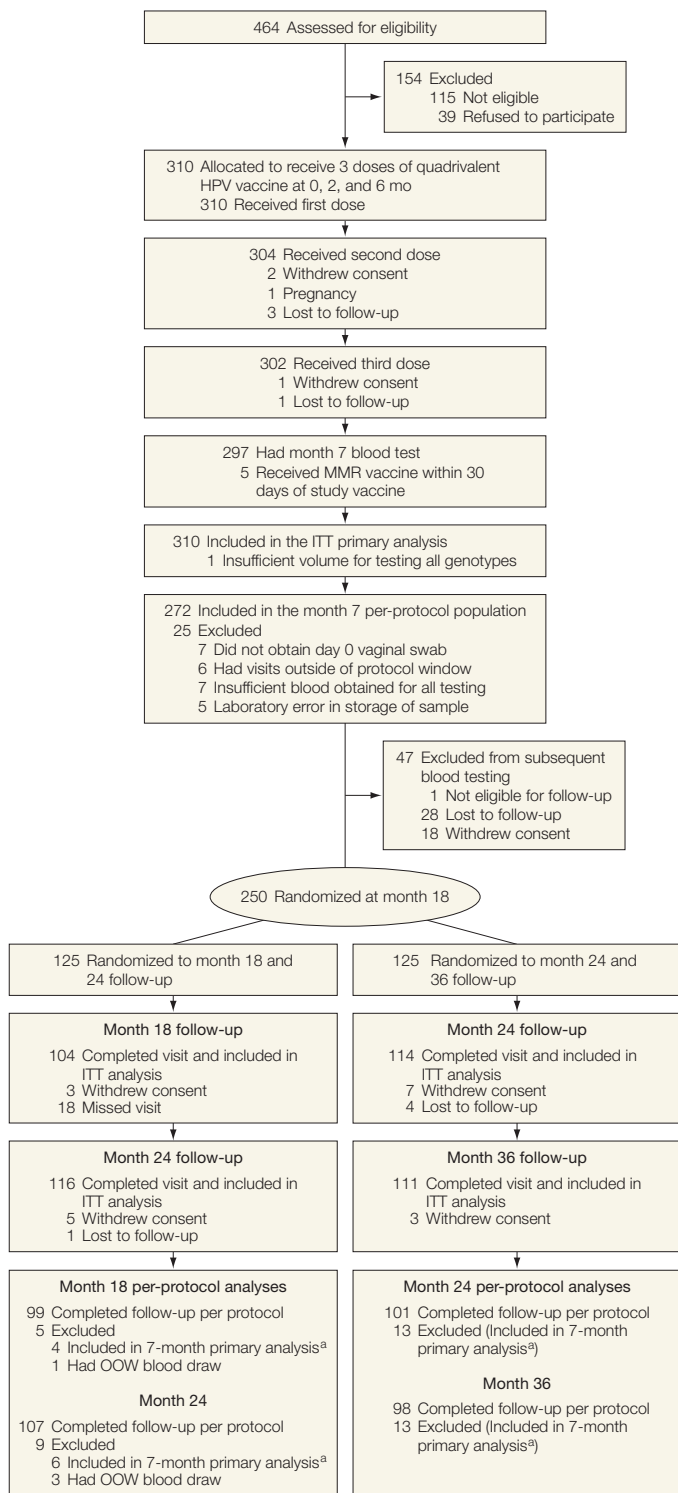 464 Assessed for eligibility
154 Excluded
115 Not eligible
39 Refused to participate
310 Allocated to receive 3 doses of quadrivalent
HPV vaccine at 0, 2, and 6 mo
310 Received first dose
304 Received second dose
2 Withdrew consent
1 Pregnancy
3 Lost to follow-up
302 Received third dose
1 Withdrew consent
1 Lost to follow-up
297 Had month 7 blood test
5 Received MMR vaccine within 30
days of study vaccine
310 Included in the ITT primary analysis
1 Insufficient volume for testing all genotypes
272 Included in the month 7 per-protocol population
25 Excluded
7 Did not obtain day 0 vaginal swab
6 Had visits outside of protocol window
7 Insufficient blood obtained for all testing
5 Laboratory error in storage of sample
47 Excluded from subsequent
blood testing
1 Not eligible for follow-up
28 Lost to follow-up
18 Withdrew consent
250 Randomized at month 18
125 Randomized to month 18 and
24 follow-up
Month 18 follow-up
104 Completed visit and included in
ITT analysis
3 Withdrew consent
18 Missed visit
Month 24 follow-up
116 Completed visit and included in
ITT analysis
5 Withdrew consent
1 Lost to follow-up
Month 18 per-protocol analyses
99 Completed follow-up per protocol
5 Excluded
4 Included in 7-month primary analysisᵃ
1 Had OOW blood draw
Month 24
107 Completed follow-up per protocol
9 Excluded
6 Included in 7-month primary analysisᵃ
3 Had OOW blood draw
125 Randomized to month 24 and
36 follow-up
Month 24 follow-up
114 Completed visit and included in
ITT analysis
7 Withdrew consent
4 Lost to follow-up
Month 36 follow-up
111 Completed visit and included in
ITT analysis
3 Withdrew consent
Month 24 per-protocol analyses
101 Completed follow-up per protocol
13 Excluded (Included in 7-month
primary analysisᵃ)
Month 36
98 Completed follow-up per protocol
13 Excluded (Included in 7-month
primary analysisᵃ)